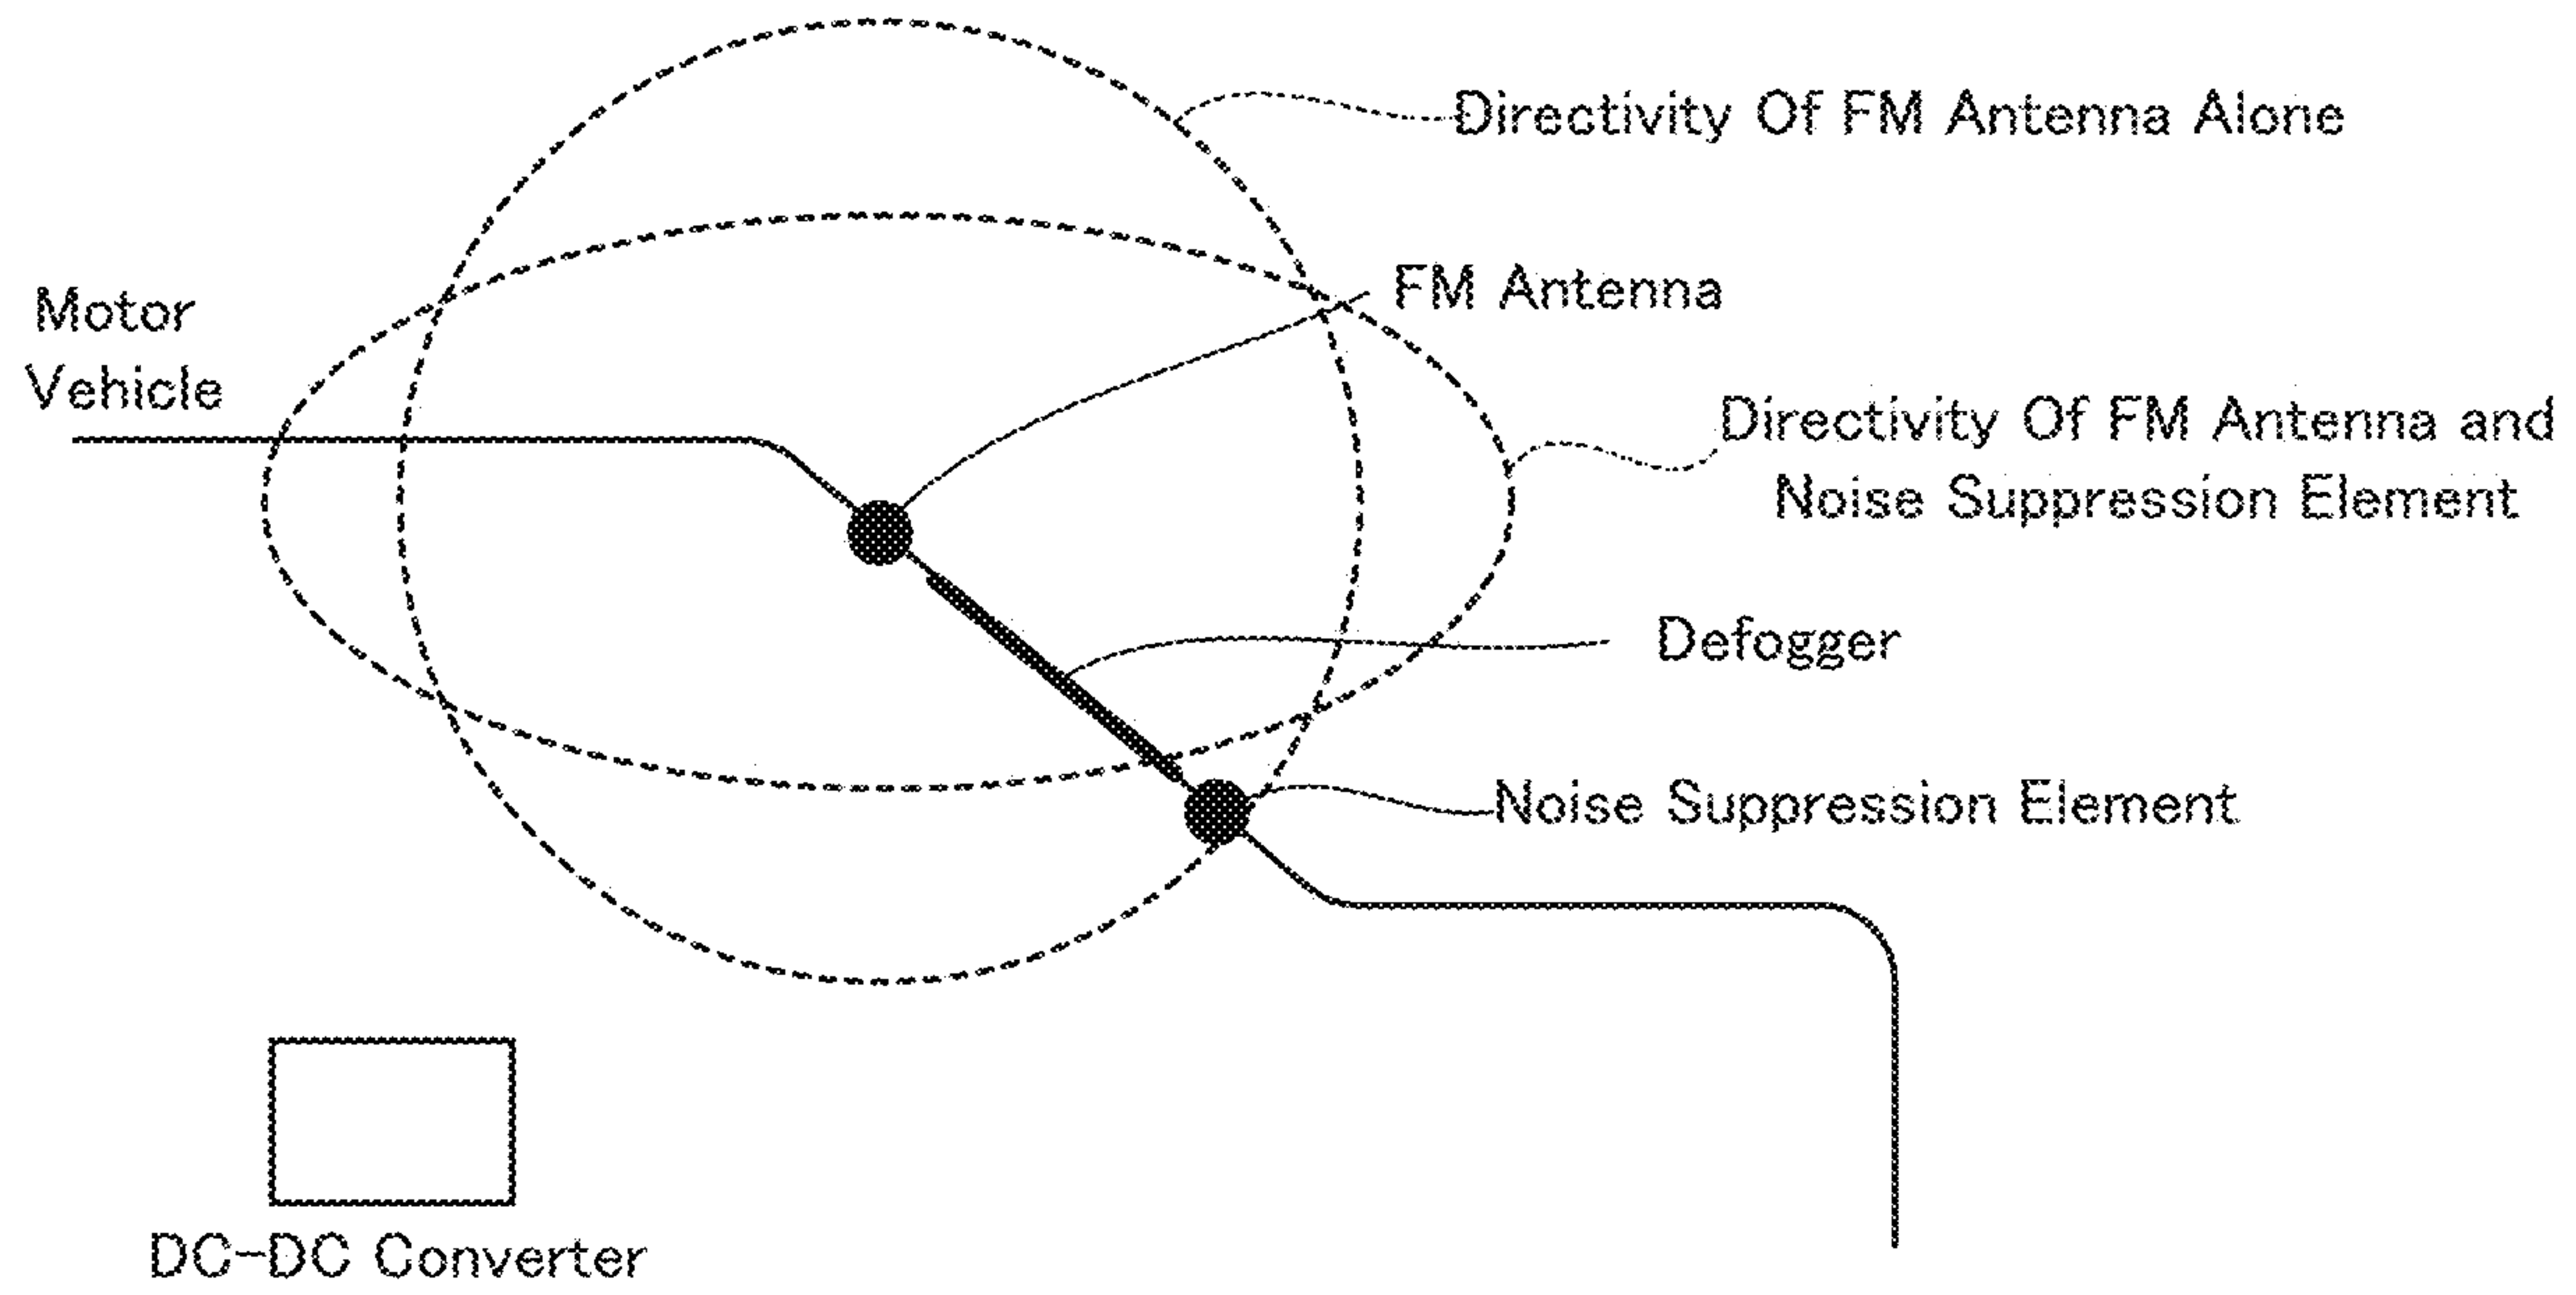 Directivity Of FM Antenna Alone
FM Antenna
Motor
Vehicle
Directivity Of FM Antenna and
Noise Suppression Element
Defogger
Noise Suppression Element
DC-DC Converter